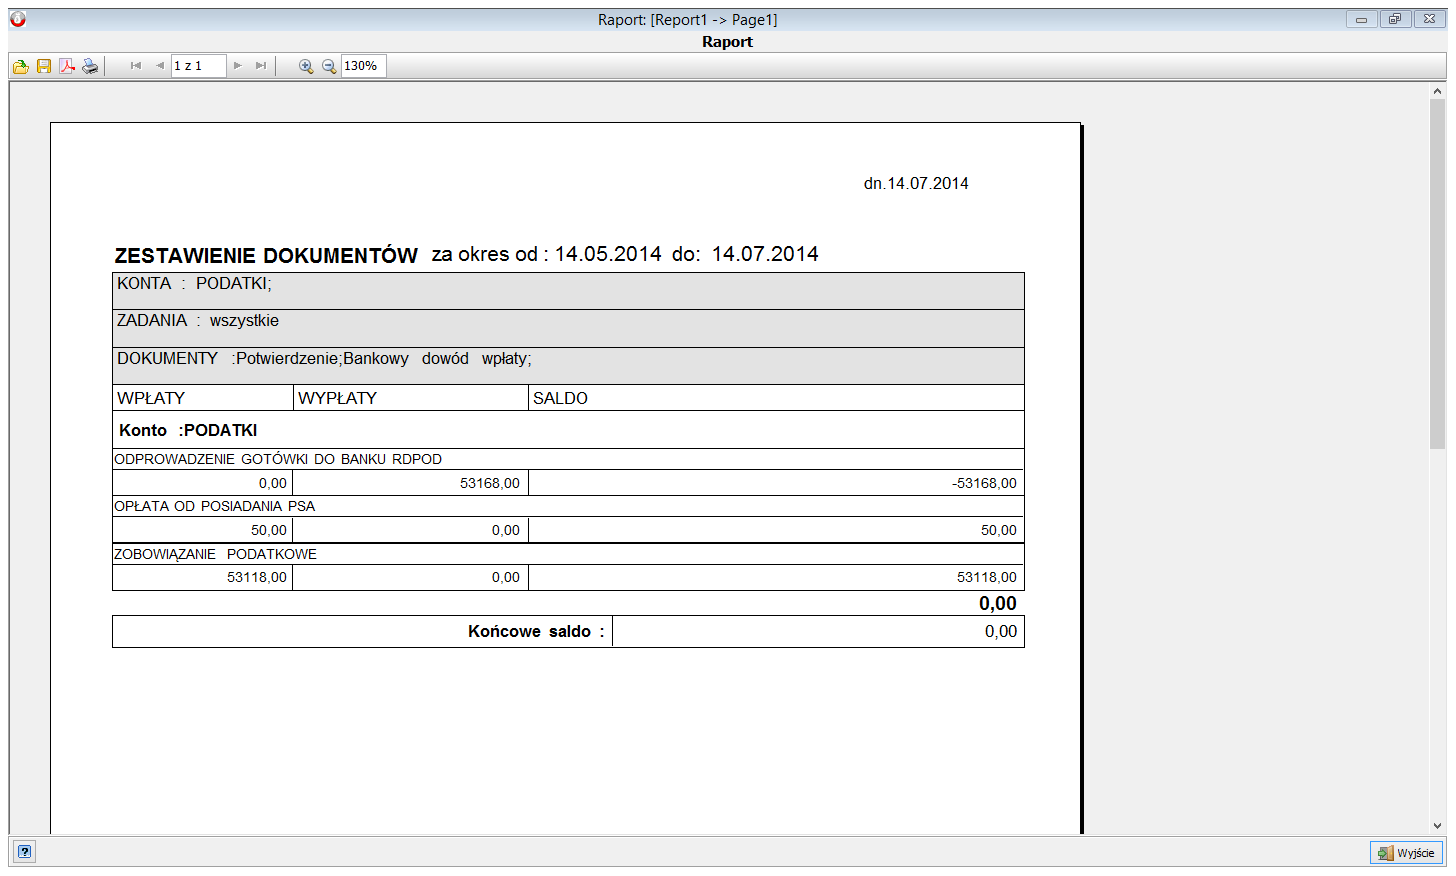 Raport: [Report1 -> Page1]
Raport
1 z 1
130%
dn.14.07.2014
ZESTAWIENIE DOKUMENTÓW za okres od : 14.05.2014 do: 14.07.2014
KONTA : PODATKI;
ZADANIA : wszystkie
DOKUMENTY :Potwierdzenie;Bankowy dowód wpłaty;
WPŁATY WYPŁATY SALDO
Konto :PODATKI
ODPROWADZENIE GOTÓWKI DO BANKU RDPOD
0,00 53168,00 -53168,00
OPŁATA OD POSIADANIA PSA
50,00 0,00 50,00
ZOBOWIĄZANIE PODATKOWE
53118,00 0,00 53118,00
0,00
Końcowe saldo : 0,00
Wyjście